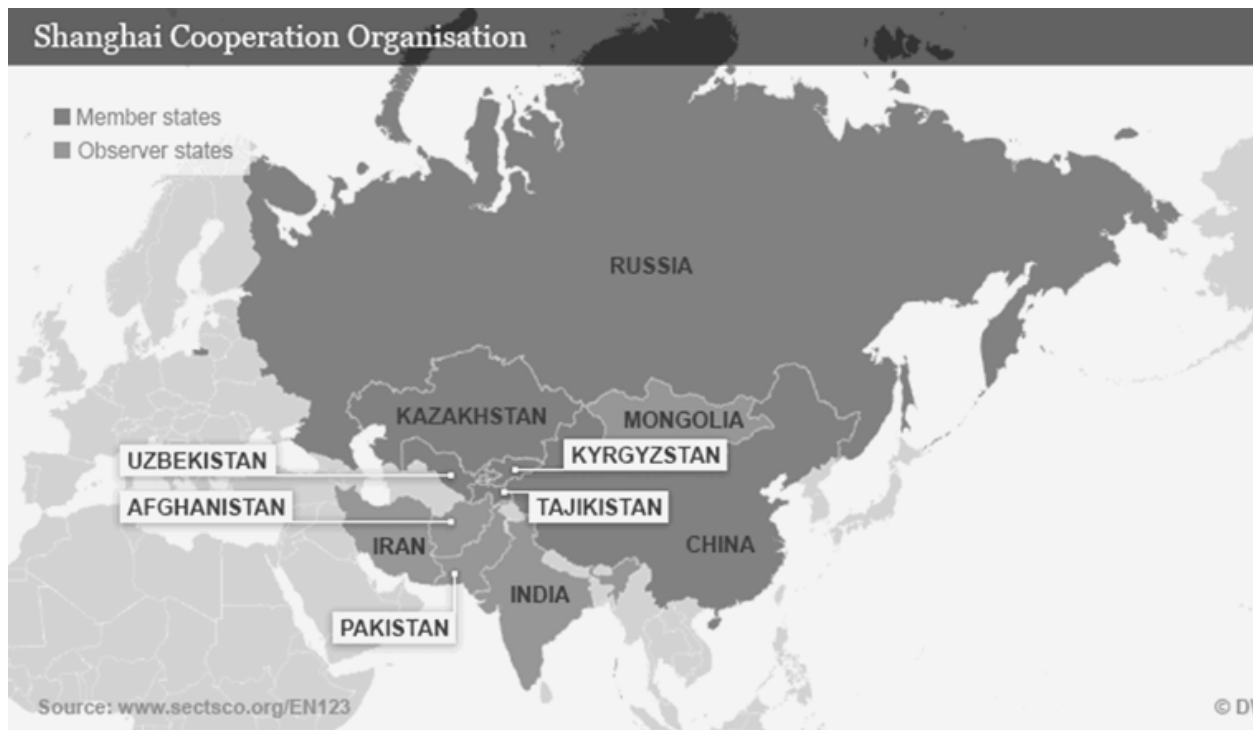 Shanghai Cooperation Organisation
Member states
Observer states
RUSSIA
KAZAKHSTAN
MONGOLIA
UZBEKISTAN
KYRGYZSTAN
AFGHANISTAN
TAJIKISTAN
IRAN
CHINA
INDIA
PAKISTAN
Source: www.sectsco.org/EN123
© DW